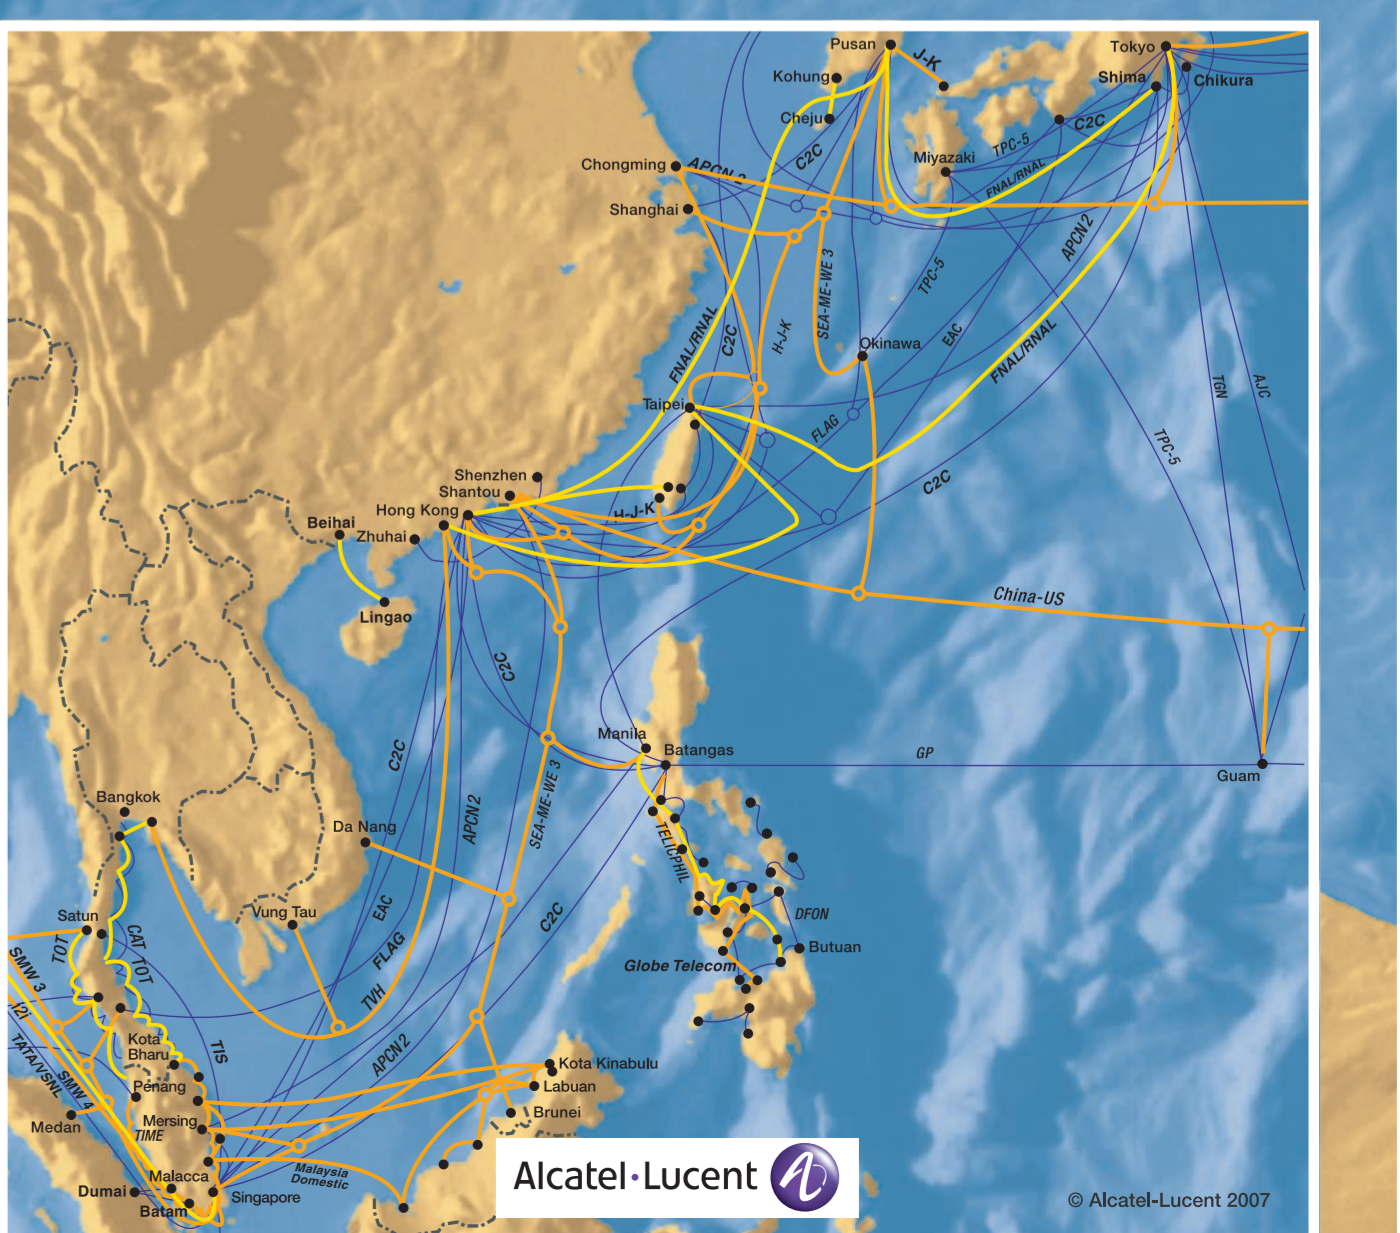 Pusan
J-K
Tokyo
Kohung
Shima
Chikura
Cheju
C2C
C2C
TPC-5
Chongming
APCN 2
Miyazaki
FNAL/RNAL
Shanghai
APCN 2
SEA-ME-WE 3
TPC-5
FNAL/RNAL
C2C
H-J-K
EAC
Okinawa
FNAL/RNAL
TGN
AJC
Taipei
FLAG
TPC-5
Shenzhen
Shantou
C2C
Hong Kong
H-J-K
Beihai
Zhuhai
China-US
Lingao
C2C
Manila
Batangas
GP
Guam
C2C
Bangkok
APCN 2
SEA-ME-WE 3
Da Nang
TELICPHIL
EAC
Satun
Vung Tau
C2C
DFON
TOT
CAT
TOT
FLAG
Butuan
SMW 3
Globe Telecom
TVH
i2i
TATA/VSNL
Kota
Bharu
TIS
APCN 2
Kota Kinabulu
SMW 4
Penang
Labuan
Medan
Mersing
Brunei
TIME
Malaysia
Domestic
Malacca
Dumai
Singapore
Batam
Alcatel·Lucent
© Alcatel-Lucent 2007